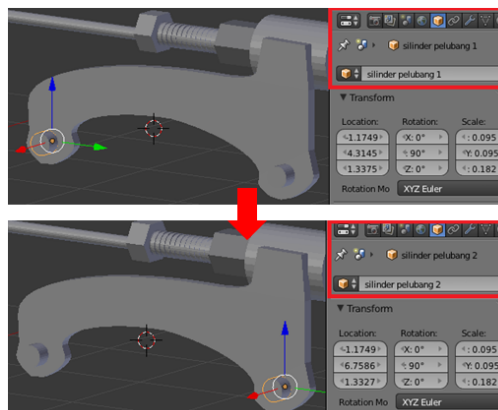 silinder pelubang 1
silinder pelubang 1
▼ Transform
Location: Rotation: Scale:
-1.1749 X: 0° : 0.095
4.3145 : 90° Y: 0.095
1.3375 Z: 0° : 0.182
Rotation Mo XYZ Euler
silinder pelubang 2
silinder pelubang 2
▼ Transform
Location: Rotation: Scale:
-1.1749 X: 0° : 0.095
6.7586 : 90° Y: 0.095
1.3327 Z: 0° : 0.182
Rotation Mo XYZ Euler